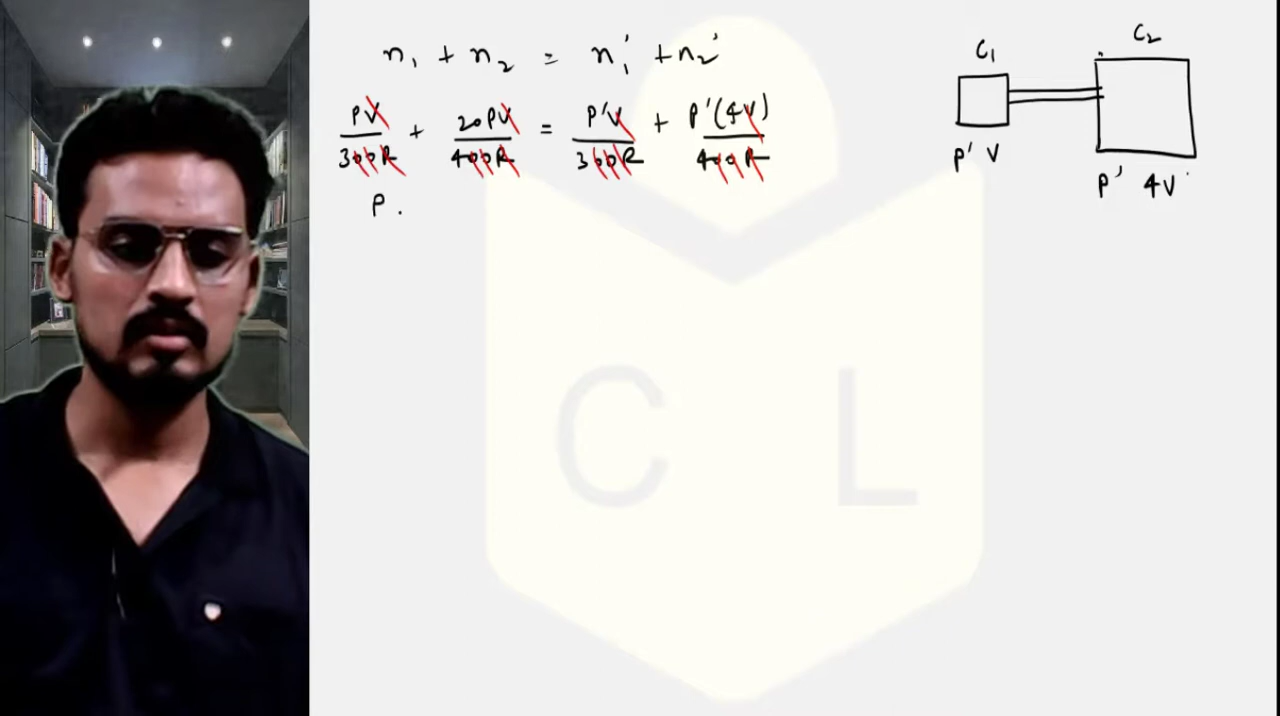 n₁ + n₂ = n₁' + n₂'
PV/300R + 20PV/400R = P'V/300R + P'(4V)/400R
P.
C₁ C₂
P' V P' 4V
C L